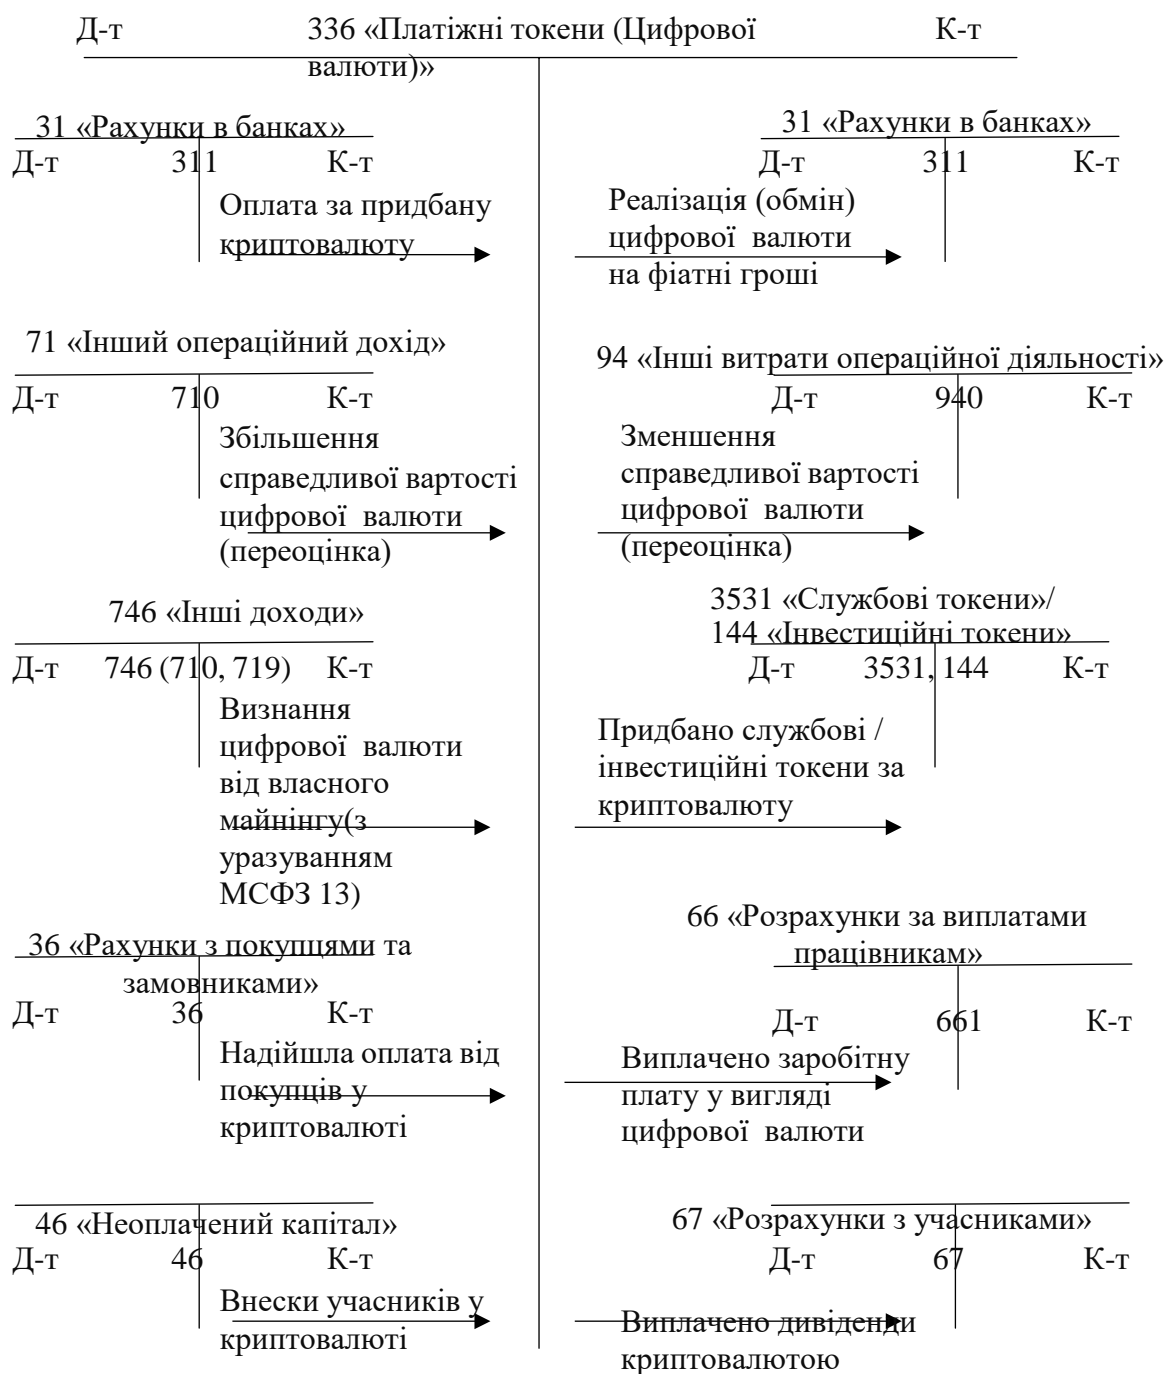 Д-т 336 «Платіжні токени (Цифрової К-т
валюти)»
31 «Рахунки в банках»
Д-т 311 К-т
Оплата за придбану
криптовалюту
31 «Рахунки в банках»
Д-т 311 К-т
Реалізація (обмін)
цифрової валюти
на фіатні гроші
71 «Інший операційний дохід»
Д-т 710 К-т
Збільшення
справедливої вартості
цифрової валюти
(переоцінка)
94 «Інші витрати операційної діяльності»
Д-т 940 К-т
Зменшення
справедливої вартості
цифрової валюти
(переоцінка)
746 «Інші доходи»
Д-т 746 (710, 719) К-т
Визнання
цифрової валюти
від власного
майнінгу(з
уразуванням
МСФЗ 13)
3531 «Службові токени»/
144 «Інвестиційні токени»
Д-т 3531, 144 К-т
Придбано службові /
інвестиційні токени за
криптовалюту
36 «Рахунки з покупцями та
замовниками»
Д-т 36 К-т
Надійшла оплата від
покупців у
криптовалюті
66 «Розрахунки за виплатами
працівникам»
Д-т 661 К-т
Виплачено заробітну
плату у вигляді
цифрової валюти
46 «Неоплачений капітал»
Д-т 46 К-т
Внески учасників у
криптовалюті
67 «Розрахунки з учасниками»
Д-т 67 К-т
Виплачено дивіденди
криптовалютою